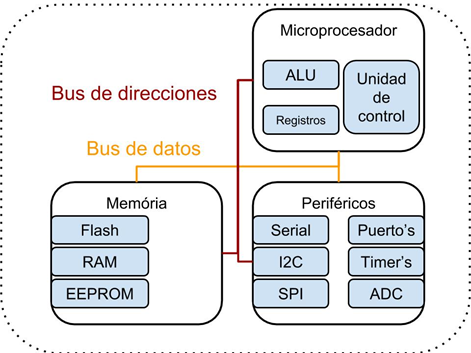 Microprocesador
ALU
Unidad
de
control
Registros
Bus de direcciones
Bus de datos
Memória
Flash
RAM
EEPROM
Periféricos
Serial
Puerto’s
I2C
Timer’s
SPI
ADC